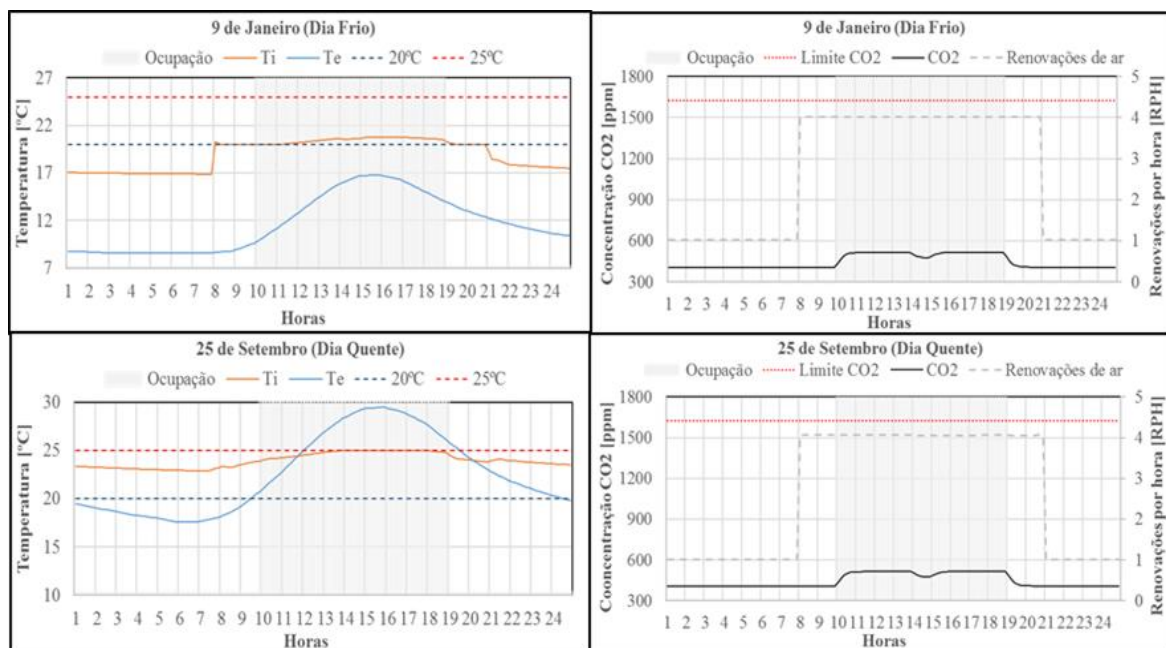 9 de Janeiro (Dia Frio)
Ocupação Ti Te 20ºC 25ºC
Temperatura [ºC]
27
22
17
12
7
1 2 3 4 5 6 7 8 9 10 11 12 13 14 15 16 17 18 19 20 21 22 23 24
Horas
9 de Janeiro (Dia Frio)
Ocupação Limite CO2 CO2 Renovações de ar
Concentração CO2 [ppm]
1800
1500
1200
900
600
300
5
4
3
2
1
0
Renovações por hora [RPH]
1 2 3 4 5 6 7 8 9 10 11 12 13 14 15 16 17 18 19 20 21 22 23 24
Horas
25 de Setembro (Dia Quente)
Ocupação Ti Te 20ºC 25ºC
Temperatura [ºC]
30
25
20
15
10
1 2 3 4 5 6 7 8 9 10 11 12 13 14 15 16 17 18 19 20 21 22 23 24
Horas
25 de Setembro (Dia Quente)
Ocupação Limite CO2 CO2 Renovações de ar
Cooncentração CO2 [ppm]
1800
1500
1200
900
600
300
5
4
3
2
1
0
Renovações por hora [RPH]
1 2 3 4 5 6 7 8 9 10 11 12 13 14 15 16 17 18 19 20 21 22 23 24
Horas